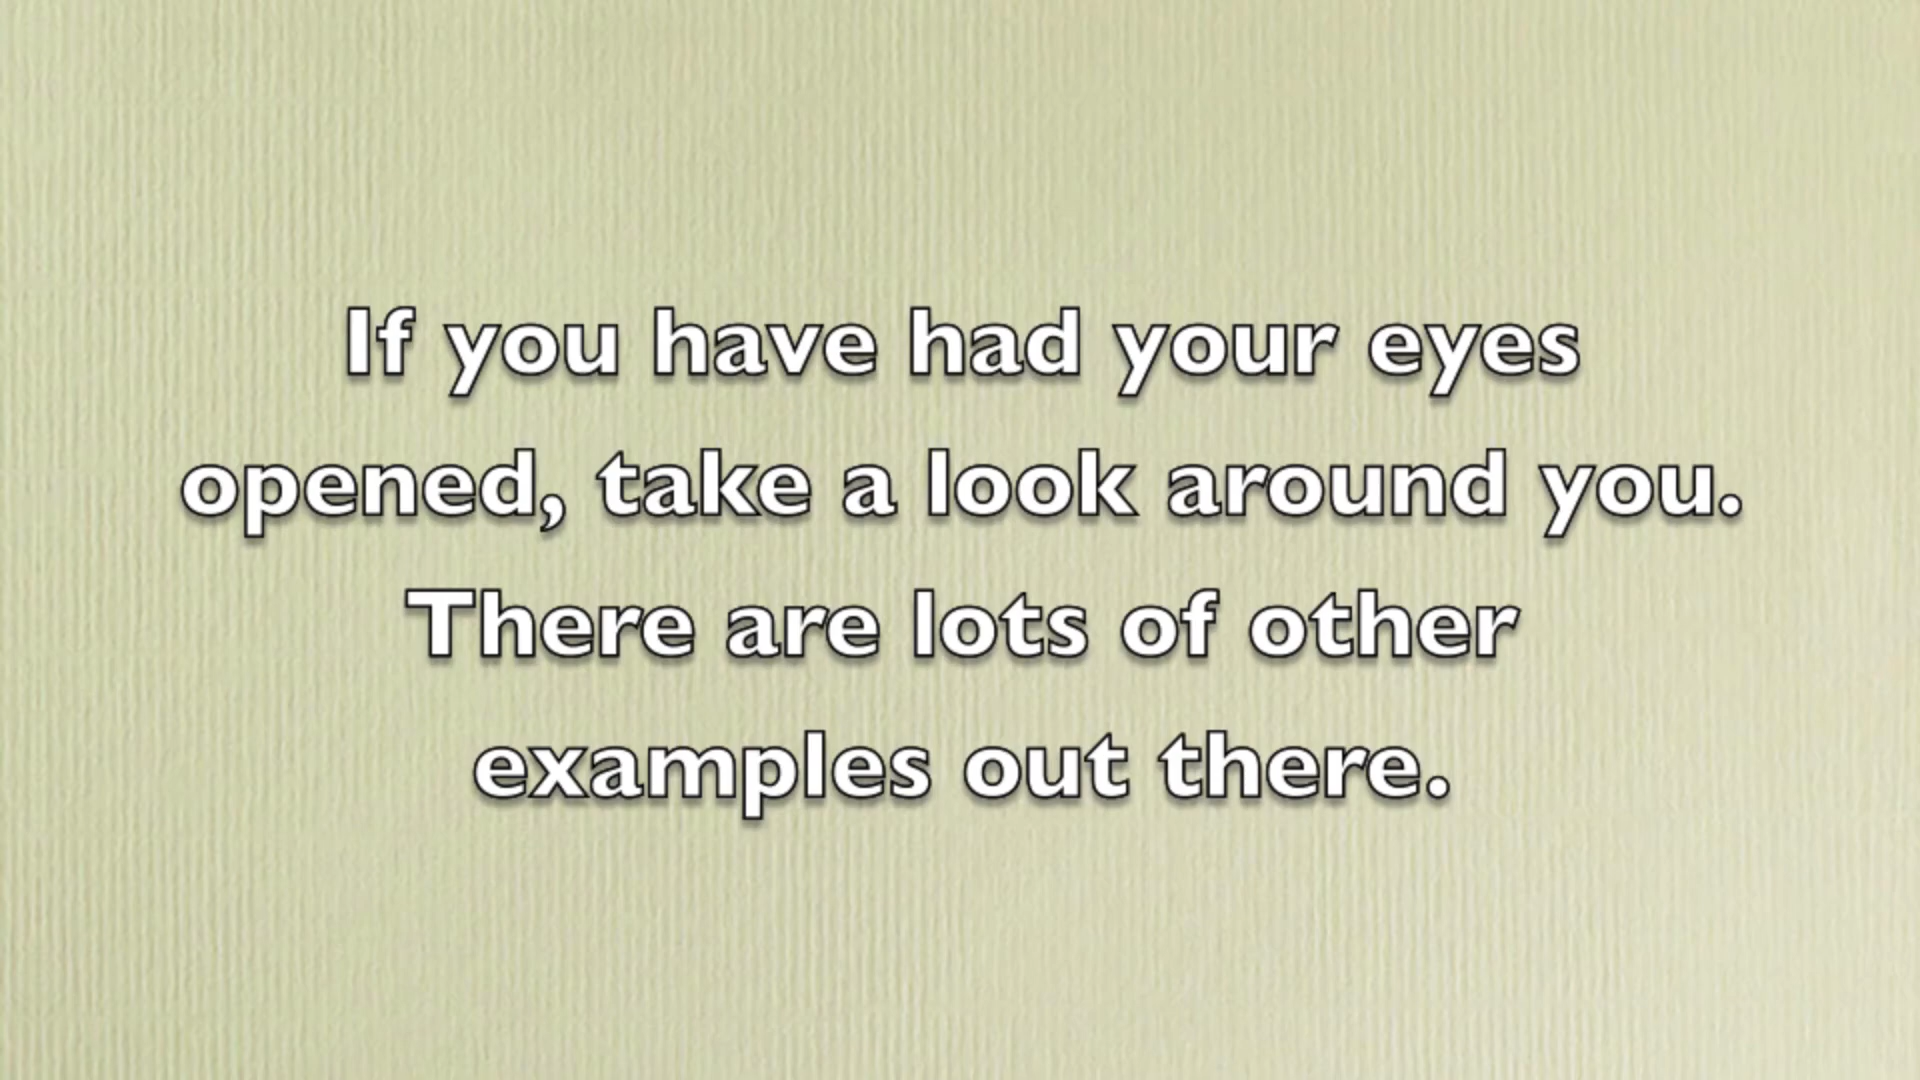 If you have had your eyes
opened, take a look around you.
There are lots of other
examples out there.